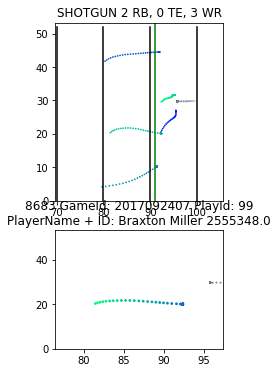 SHOTGUN 2 RB, 0 TE, 3 WR
50
40
30
20
10
0
70 80 90 100
8683 GameId: 2017092407 PlayId: 99
PlayerName + ID: Braxton Miller 2555348.0
40
20
0
80 85 90 95